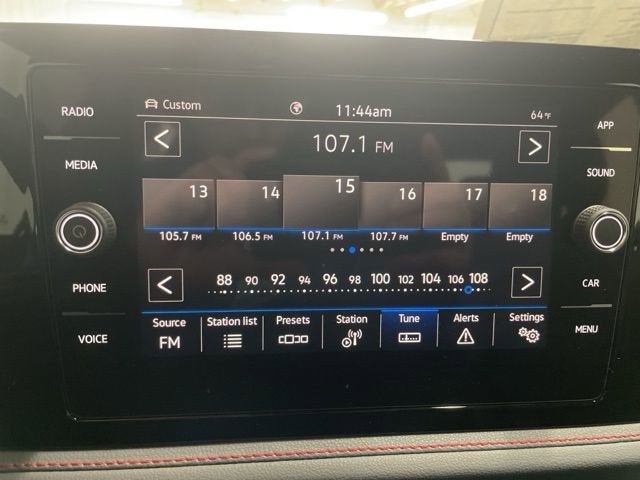 RADIO
MEDIA
PHONE
VOICE
Custom
11:44am
64°F
< 107.1 FM >
13 14 15 16 17 18
105.7 FM 106.5 FM 107.1 FM 107.7 FM Empty Empty
< 88 90 92 94 96 98 100 102 104 106 108 >
Source Station list Presets Station Tune Alerts Settings
FM
APP
SOUND
CAR
MENU